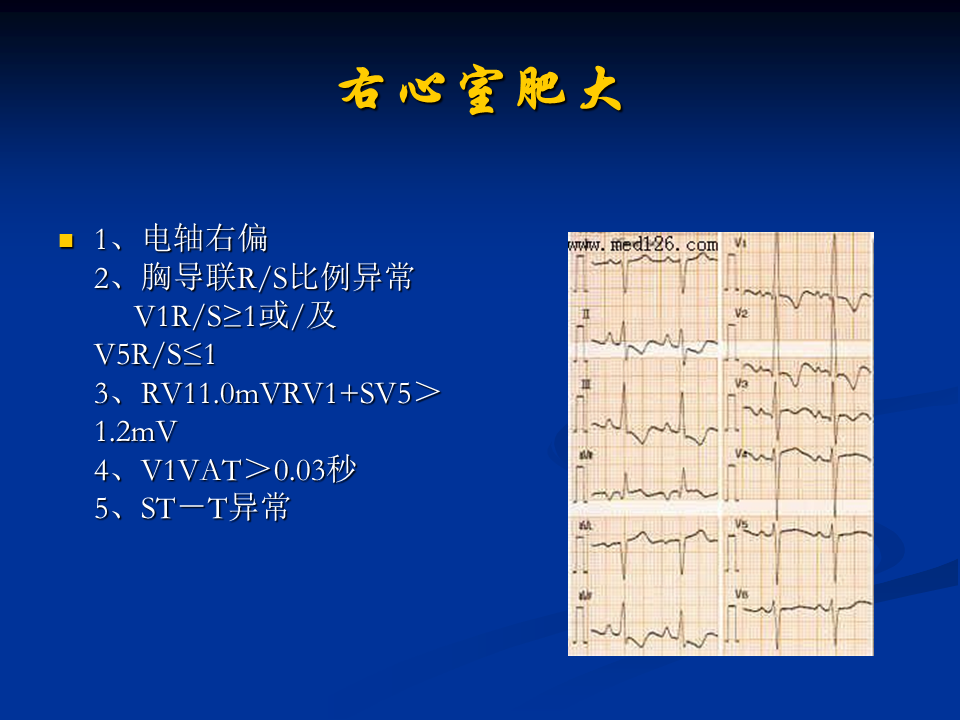 右心室肥大
1、电轴右偏
2、胸导联R/S比例异常
V1R/S≥1或/及
V5R/S≤1
3、RV11.0mVRV1+SV5＞
1.2mV
4、V1VAT＞0.03秒
5、ST－T异常
www.med126.com
II
III
aVR
aVL
aVF
V1
V2
V3
V4
V5
V6